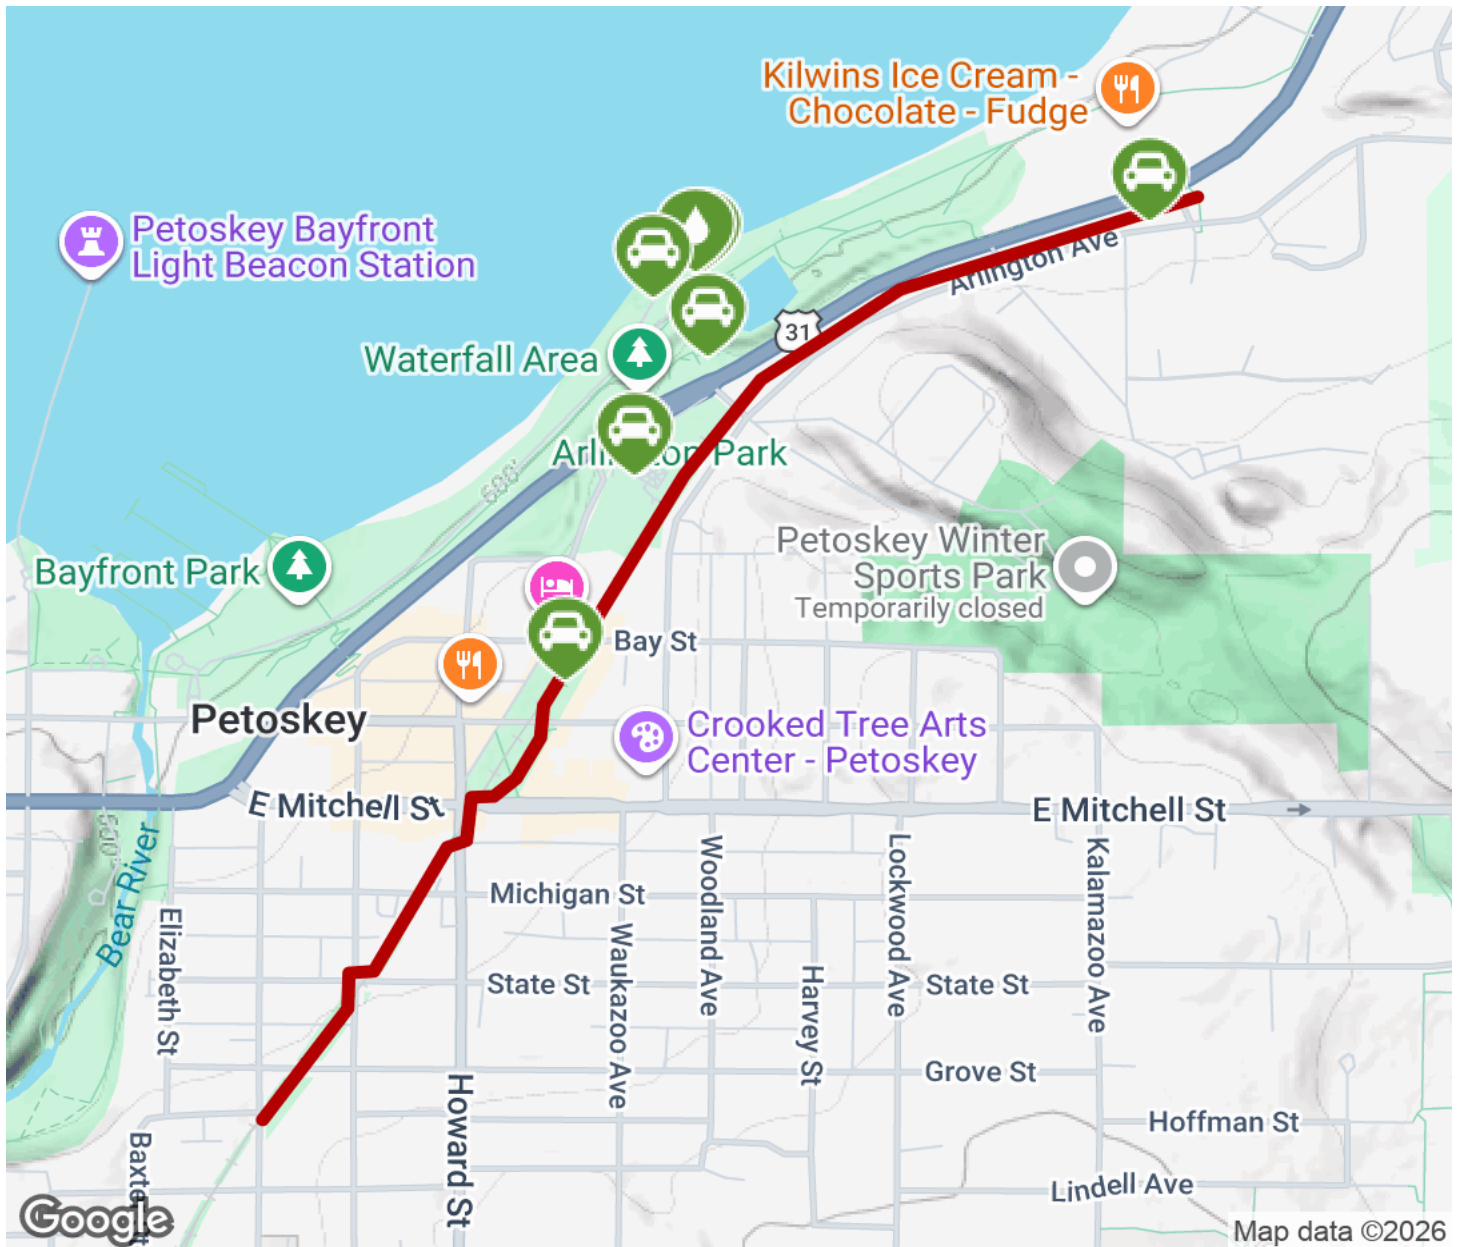 Kilwins Ice Cream -
Chocolate - Fudge
Petoskey Bayfront
Light Beacon Station
Arlington Ave
31
Waterfall Area
600'
Petoskey Winter
Sports Park
Temporarily closed
Bayfront Park
Bay St
Petoskey
Crooked Tree Arts
Center - Petoskey
E Mitchell St
E Mitchell St
600'
Bear River
Michigan St
Woodland Ave
Lockwood Ave
Kalamazoo Ave
Elizabeth St
Waukazoo Ave
State St
Harvey St
State St
Grove St
Howard St
Hoffman St
Lindell Ave
Google
Map data ©2026